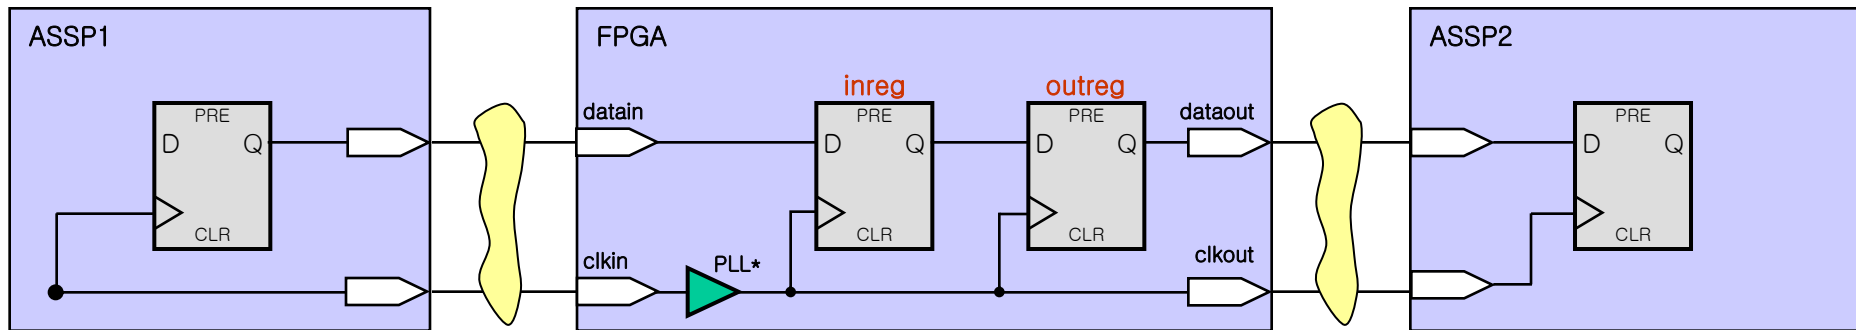 ASSP1
PRE
D Q
CLR
FPGA
datain
inreg
PRE
D Q
CLR
outreg
PRE
D Q
CLR
dataout
clkin
PLL*
clkout
ASSP2
PRE
D Q
CLR